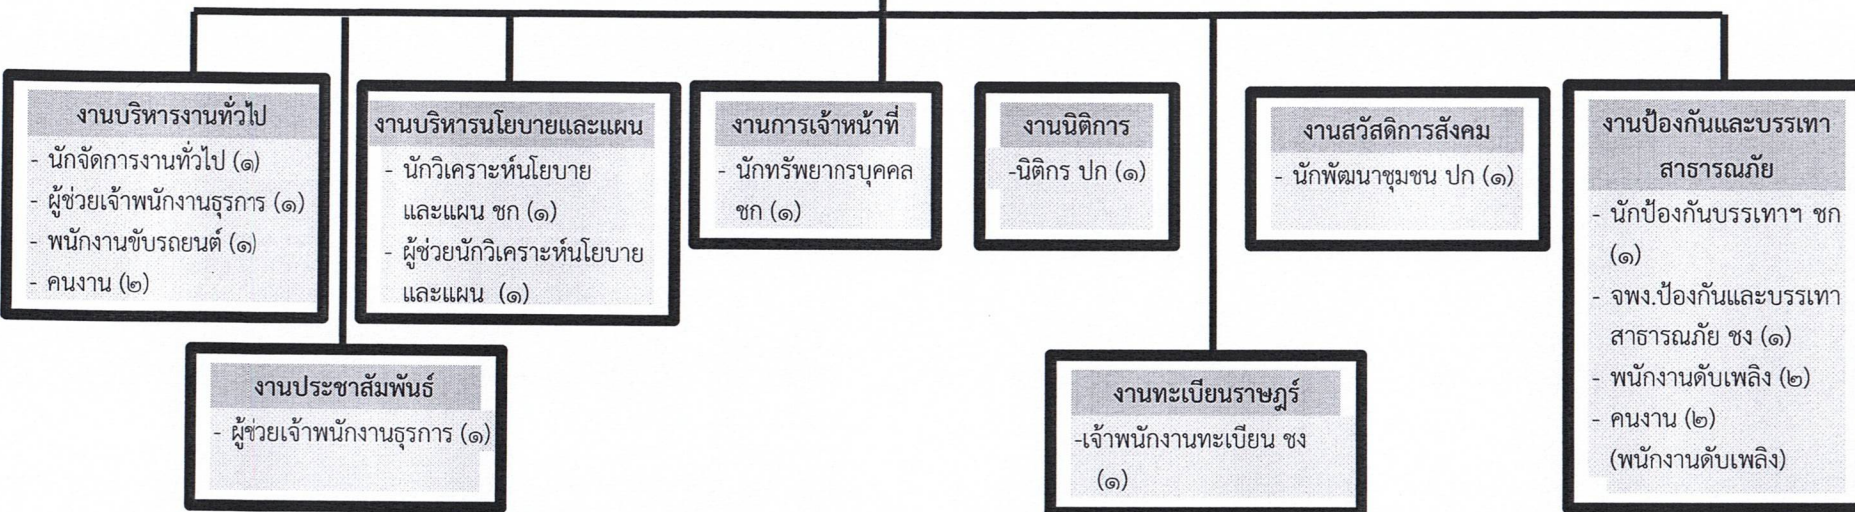 งานบริหารงานทั่วไป
- นักจัดการงานทั่วไป (๑)
- ผู้ช่วยเจ้าพนักงานธุรการ (๑)
- พนักงานขับรถยนต์ (๑)
- คนงาน (๒)
งานบริหารนโยบายและแผน
- นักวิเคราะห์นโยบาย
และแผน ชก (๑)
- ผู้ช่วยนักวิเคราะห์นโยบาย
และแผน (๑)
งานการเจ้าหน้าที่
- นักทรัพยากรบุคคล
ชก (๑)
งานนิติการ
-นิติกร ปก (๑)
งานสวัสดิการสังคม
- นักพัฒนาชุมชน ปก (๑)
งานป้องกันและบรรเทา
สาธารณภัย
- นักป้องกันบรรเทาฯ ชก
(๑)
- จพง.ป้องกันและบรรเทา
สาธารณภัย ชง (๑)
- พนักงานดับเพลิง (๒)
- คนงาน (๒)
(พนักงานดับเพลิง)
งานประชาสัมพันธ์
- ผู้ช่วยเจ้าพนักงานธุรการ (๑)
งานทะเบียนราษฎร์
-เจ้าพนักงานทะเบียน ชง
(๑)